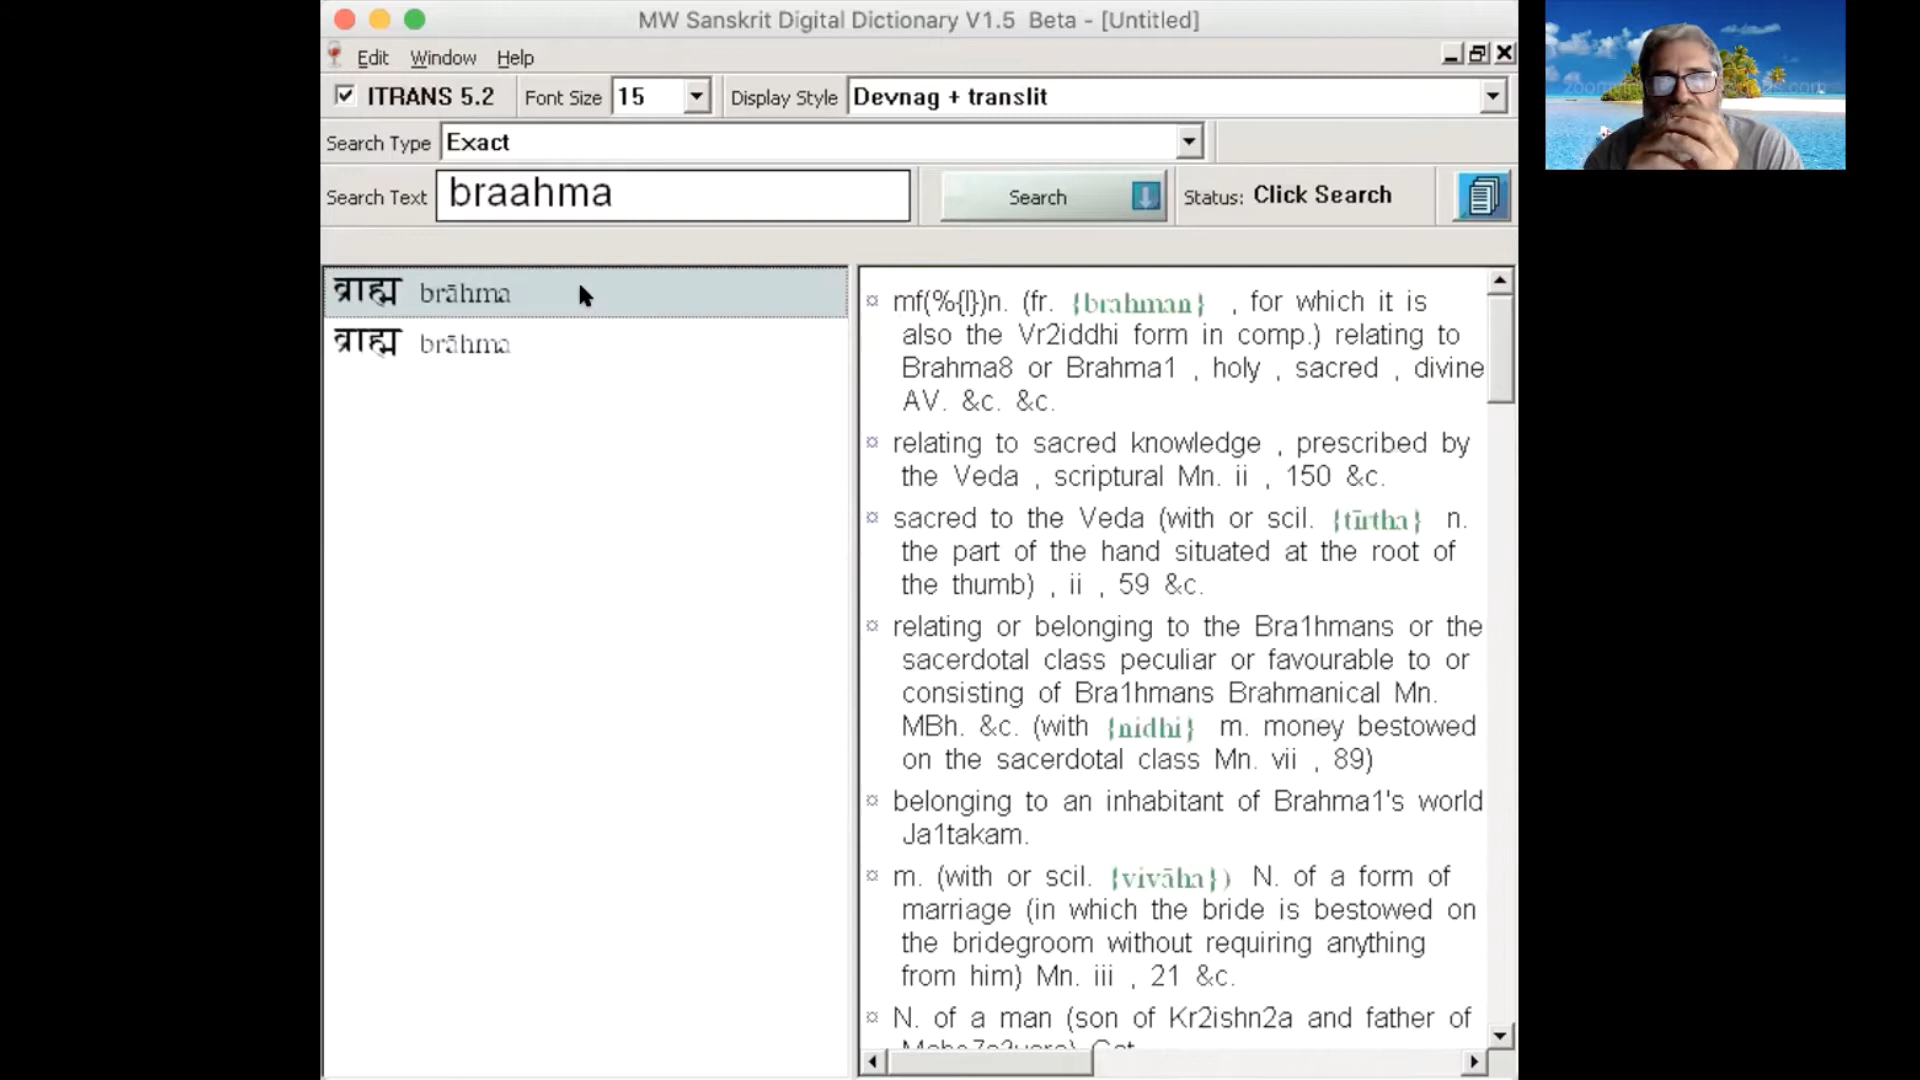 MW Sanskrit Digital Dictionary V1.5 Beta - [Untitled]
Edit Window Help
ITRANS 5.2 Font Size 15 Display Style Devnag + translit
Search Type Exact
Search Text braahma Search Status: Click Search
ब्राह्म brāhma
ब्राह्म brāhma
¤ mf(%{I})n. (fr. {brahman} , for which it is
also the Vr2iddhi form in comp.) relating to
Brahma8 or Brahma1 , holy , sacred , divine
AV. &c. &c.
¤ relating to sacred knowledge , prescribed by
the Veda , scriptural Mn. ii , 150 &c.
¤ sacred to the Veda (with or scil. {tīrtha} n.
the part of the hand situated at the root of
the thumb) , ii , 59 &c.
¤ relating or belonging to the Bra1hmans or the
sacerdotal class peculiar or favourable to or
consisting of Bra1hmans Brahmanical Mn.
MBh. &c. (with {nidhi} m. money bestowed
on the sacerdotal class Mn. vii , 89)
¤ belonging to an inhabitant of Brahma1's world
Ja1takam.
¤ m. (with or scil. {vivāha}) N. of a form of
marriage (in which the bride is bestowed on
the bridegroom without requiring anything
from him) Mn. iii , 21 &c.
¤ N. of a man (son of Kr2ishn2a and father of